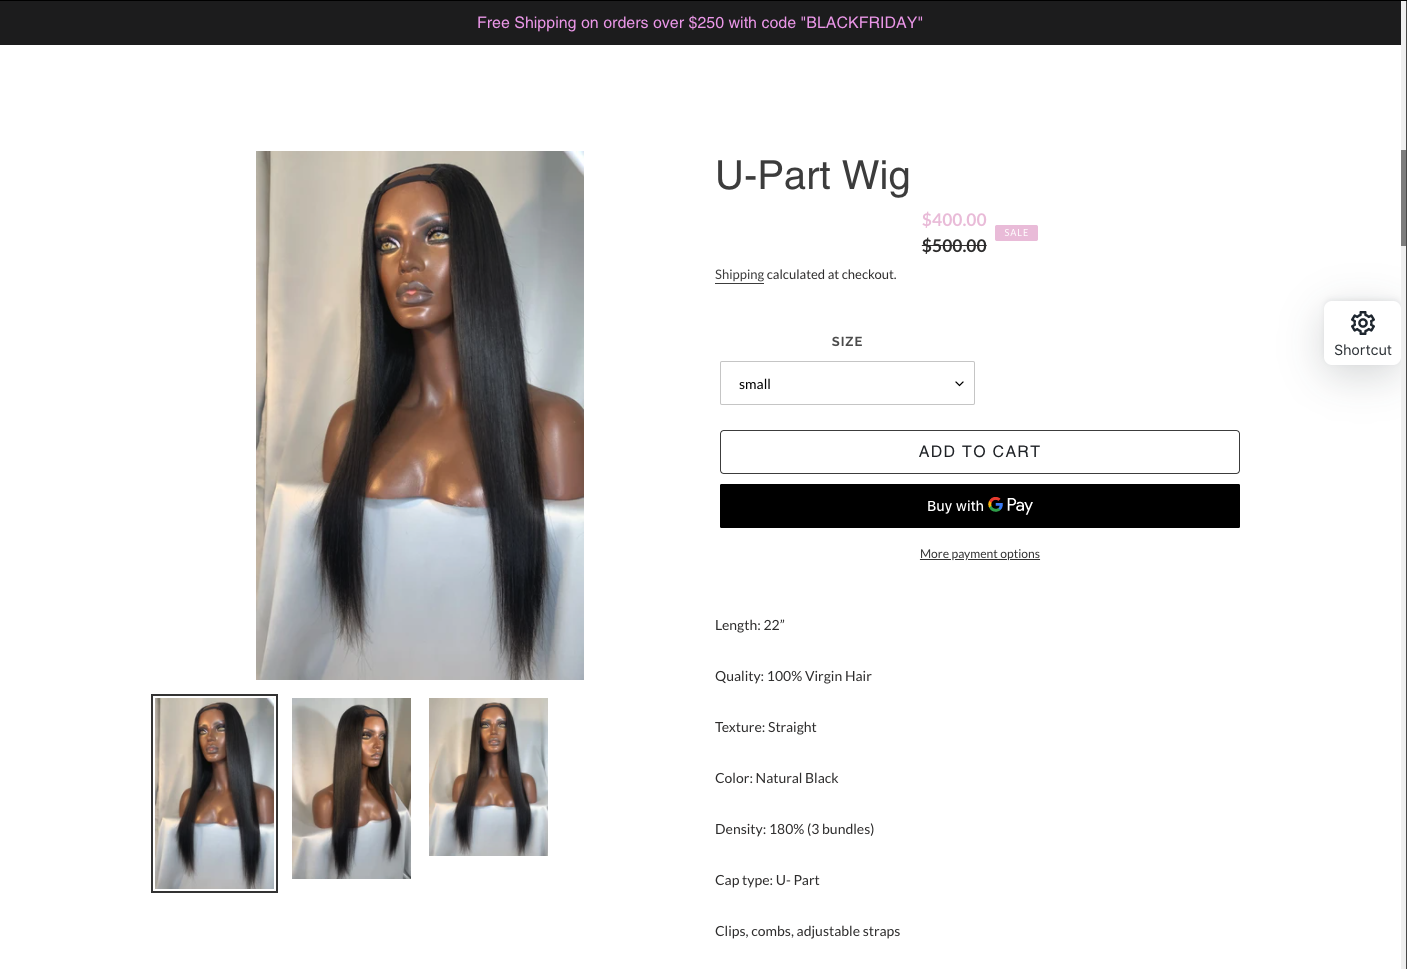 Free Shipping on orders over $250 with code "BLACKFRIDAY"
U-Part Wig
$400.00
$500.00
SALE
Shipping calculated at checkout.
Shortcut
SIZE
small
ADD TO CART
Buy with G Pay
More payment options
Length: 22”
Quality: 100% Virgin Hair
Texture: Straight
Color: Natural Black
Density: 180% (3 bundles)
Cap type: U- Part
Clips, combs, adjustable straps